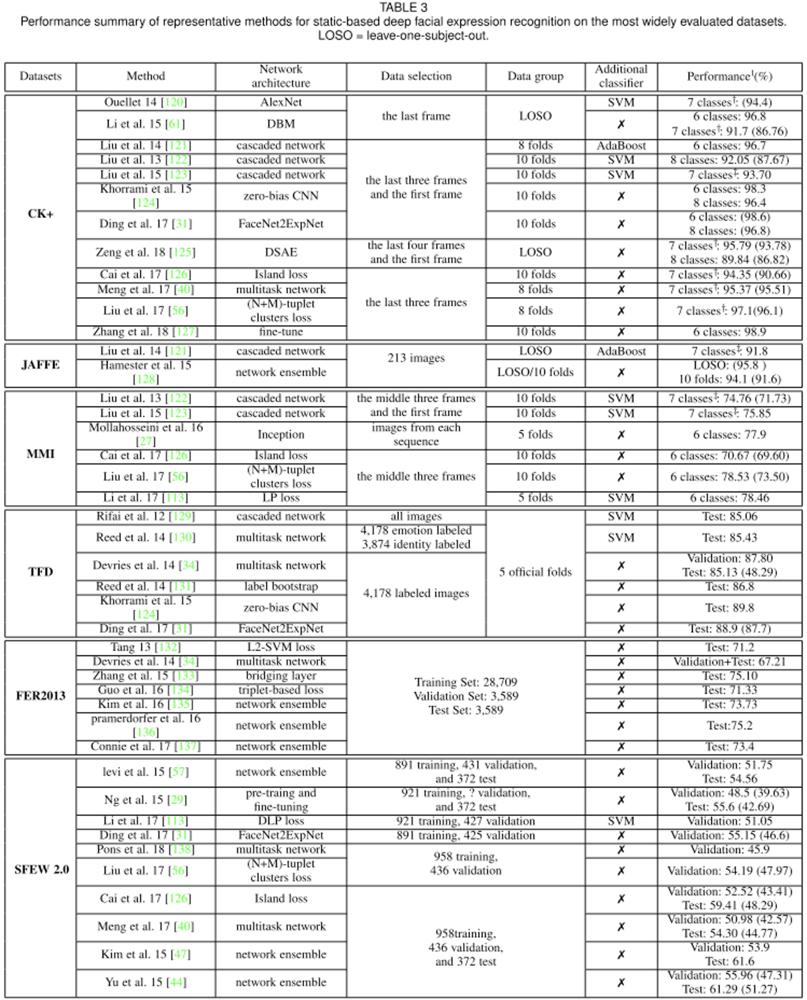 TABLE 3
Performance summary of representative methods for static-based deep facial expression recognition on the most widely evaluated datasets.
LOSO = leave-one-subject-out.
Datasets Method Network architecture Data selection Data group Additional classifier Performance¹(%)
CK+
Ouellet 14 [120] AlexNet the last frame LOSO SVM 7 classes†: (94.4)
Li et al. 15 [61] DBM ✗ 6 classes: 96.8
7 classes†: 91.7 (86.76)
Liu et al. 14 [121] cascaded network the last three frames and the first frame 8 folds AdaBoost 6 classes: 96.7
Liu et al. 13 [122] cascaded network 10 folds SVM 8 classes: 92.05 (87.67)
Liu et al. 15 [123] cascaded network 10 folds SVM 7 classes‡: 93.70
Khorrami et al. 15 [124] zero-bias CNN 10 folds ✗ 6 classes: 98.3
8 classes: 96.4
Ding et al. 17 [31] FaceNet2ExpNet 10 folds ✗ 6 classes: (98.6)
8 classes: (96.8)
Zeng et al. 18 [125] DSAE the last four frames and the first frame LOSO ✗ 7 classes†: 95.79 (93.78)
8 classes: 89.84 (86.82)
Cai et al. 17 [126] Island loss the last three frames 10 folds ✗ 7 classes†: 94.35 (90.66)
Meng et al. 17 [40] multitask network 8 folds ✗ 7 classes†: 95.37 (95.51)
Liu et al. 17 [56] (N+M)-tuplet clusters loss 8 folds ✗ 7 classes†: 97.1(96.1)
Zhang et al. 18 [127] fine-tune 10 folds ✗ 6 classes: 98.9
JAFFE
Liu et al. 14 [121] cascaded network 213 images LOSO AdaBoost 7 classes‡: 91.8
Hamester et al. 15 [128] network ensemble LOSO/10 folds ✗ LOSO: (95.8 )
10 folds: 94.1 (91.6)
MMI
Liu et al. 13 [122] cascaded network the middle three frames and the first frame 10 folds SVM 7 classes‡: 74.76 (71.73)
Liu et al. 15 [123] cascaded network 10 folds SVM 7 classes‡: 75.85
Mollahosseini et al. 16 [27] Inception images from each sequence 5 folds ✗ 6 classes: 77.9
Cai et al. 17 [126] Island loss the middle three frames 10 folds ✗ 6 classes: 70.67 (69.60)
Liu et al. 17 [56] (N+M)-tuplet clusters loss 10 folds ✗ 6 classes: 78.53 (73.50)
Li et al. 17 [113] LP loss 5 folds SVM 6 classes: 78.46
TFD
Rifai et al. 12 [129] cascaded network all images 5 official folds SVM Test: 85.06
Reed et al. 14 [130] multitask network 4,178 emotion labeled 3,874 identity labeled SVM Test: 85.43
Devries et al. 14 [34] multitask network 4,178 labeled images ✗ Validation: 87.80
Test: 85.13 (48.29)
Reed et al. 14 [131] label bootstrap ✗ Test: 86.8
Khorrami et al. 15 [124] zero-bias CNN ✗ Test: 89.8
Ding et al. 17 [31] FaceNet2ExpNet ✗ Test: 88.9 (87.7)
FER2013
Tang 13 [132] L2-SVM loss Training Set: 28,709 Validation Set: 3,589 Test Set: 3,589 ✗ Test: 71.2
Devries et al. 14 [34] multitask network ✗ Validation+Test: 67.21
Zhang et al. 15 [133] bridging layer ✗ Test: 75.10
Guo et al. 16 [134] triplet-based loss ✗ Test: 71.33
Kim et al. 16 [135] network ensemble ✗ Test: 73.73
pramerdorfer et al. 16 [136] network ensemble ✗ Test:75.2
Connie et al. 17 [137] network ensemble ✗ Test: 73.4
SFEW 2.0
levi et al. 15 [57] network ensemble 891 training, 431 validation, and 372 test ✗ Validation: 51.75
Test: 54.56
Ng et al. 15 [29] pre-traing and fine-tuning 921 training, ? validation, and 372 test ✗ Validation: 48.5 (39.63)
Test: 55.6 (42.69)
Li et al. 17 [113] DLP loss 921 training, 427 validation SVM Validation: 51.05
Ding et al. 17 [31] FaceNet2ExpNet 891 training, 425 validation ✗ Validation: 55.15 (46.6)
Pons et al. 18 [138] multitask network 958 training, 436 validation ✗ Validation: 45.9
Liu et al. 17 [56] (N+M)-tuplet clusters loss ✗ Validation: 54.19 (47.97)
Cai et al. 17 [126] Island loss 958training, 436 validation, and 372 test ✗ Validation: 52.52 (43.41)
Test: 59.41 (48.29)
Meng et al. 17 [40] multitask network ✗ Validation: 50.98 (42.57)
Test: 54.30 (44.77)
Kim et al. 15 [47] network ensemble ✗ Validation: 53.9
Test: 61.6
Yu et al. 15 [44] network ensemble ✗ Validation: 55.96 (47.31)
Test: 61.29 (51.27)